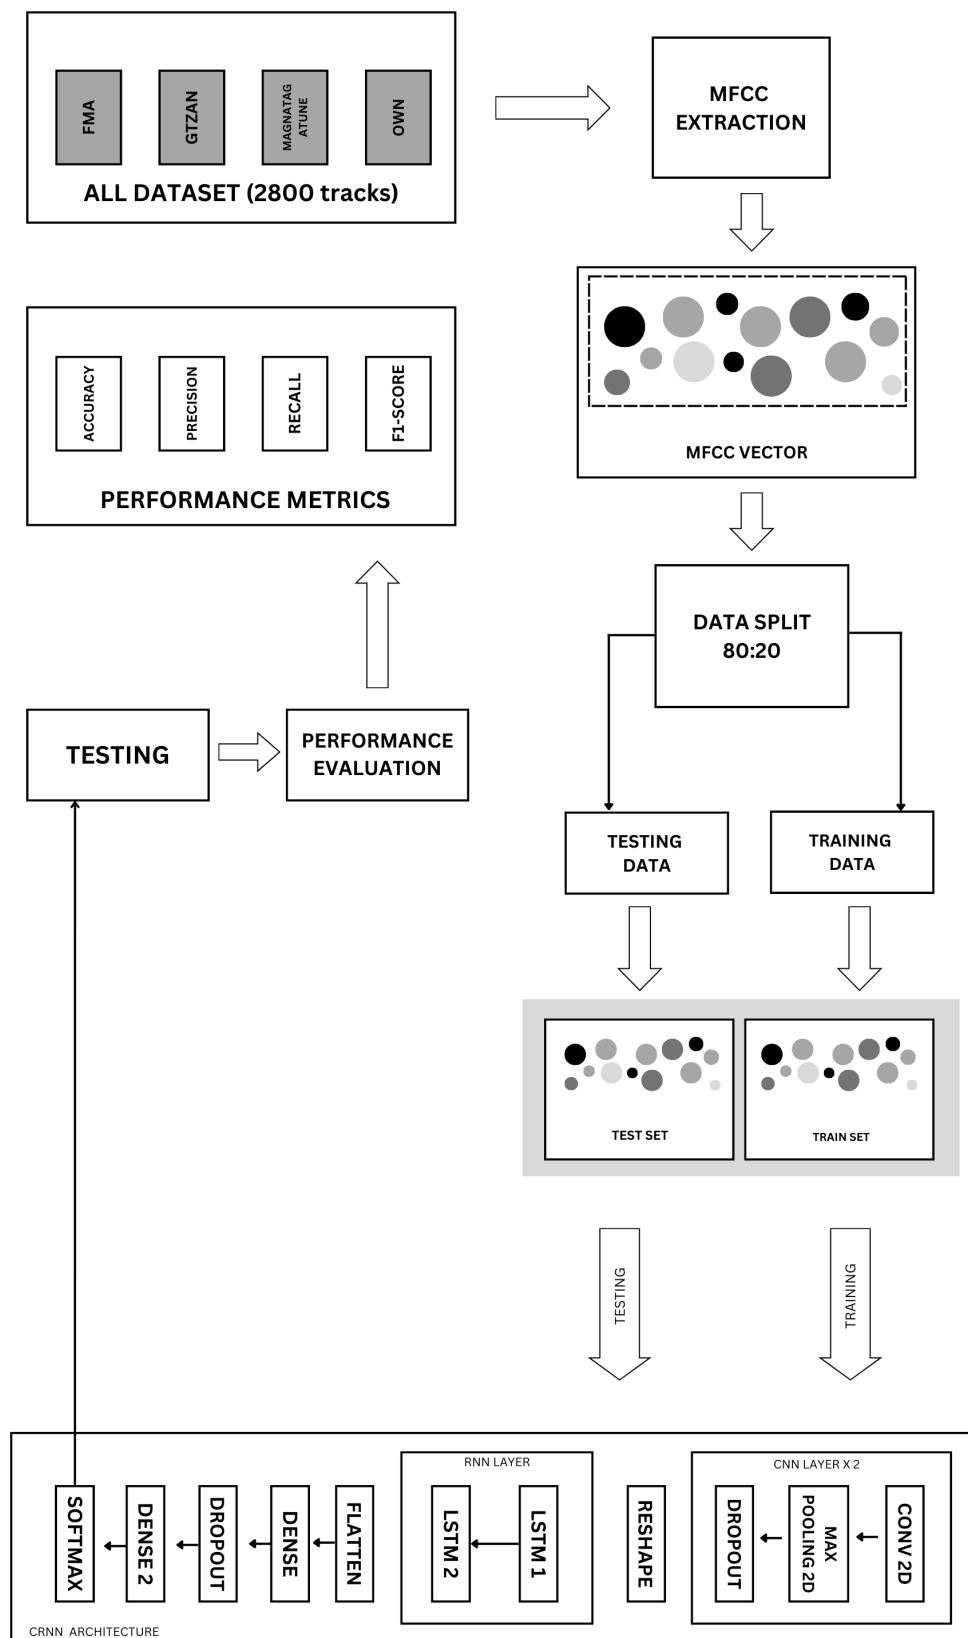 FMA
GTZAN
MAGNATAG
ATUNE
OWN
ALL DATASET (2800 tracks)
MFCC
EXTRACTION
MFCC VECTOR
ACCURACY
PRECISION
RECALL
F1-SCORE
PERFORMANCE METRICS
DATA SPLIT
80:20
TESTING
PERFORMANCE
EVALUATION
TESTING
DATA
TRAINING
DATA
TEST SET
TRAIN SET
TESTING
TRAINING
RNN LAYER
CNN LAYER X 2
SOFTMAX
DENSE 2
DROPOUT
DENSE
FLATTEN
LSTM 2
LSTM 1
RESHAPE
DROPOUT
MAX
POOLING 2D
CONV 2D
CRNN ARCHITECTURE